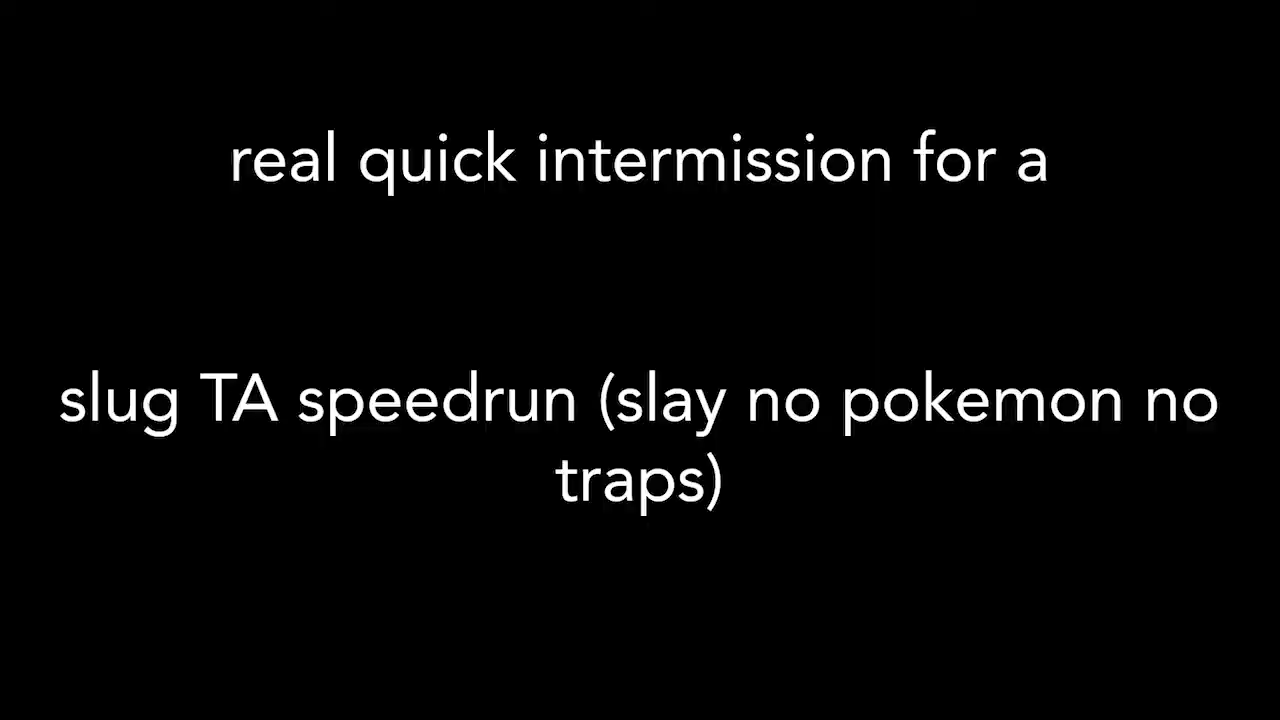 real quick intermission for a
slug TA speedrun (slay no pokemon no
traps)